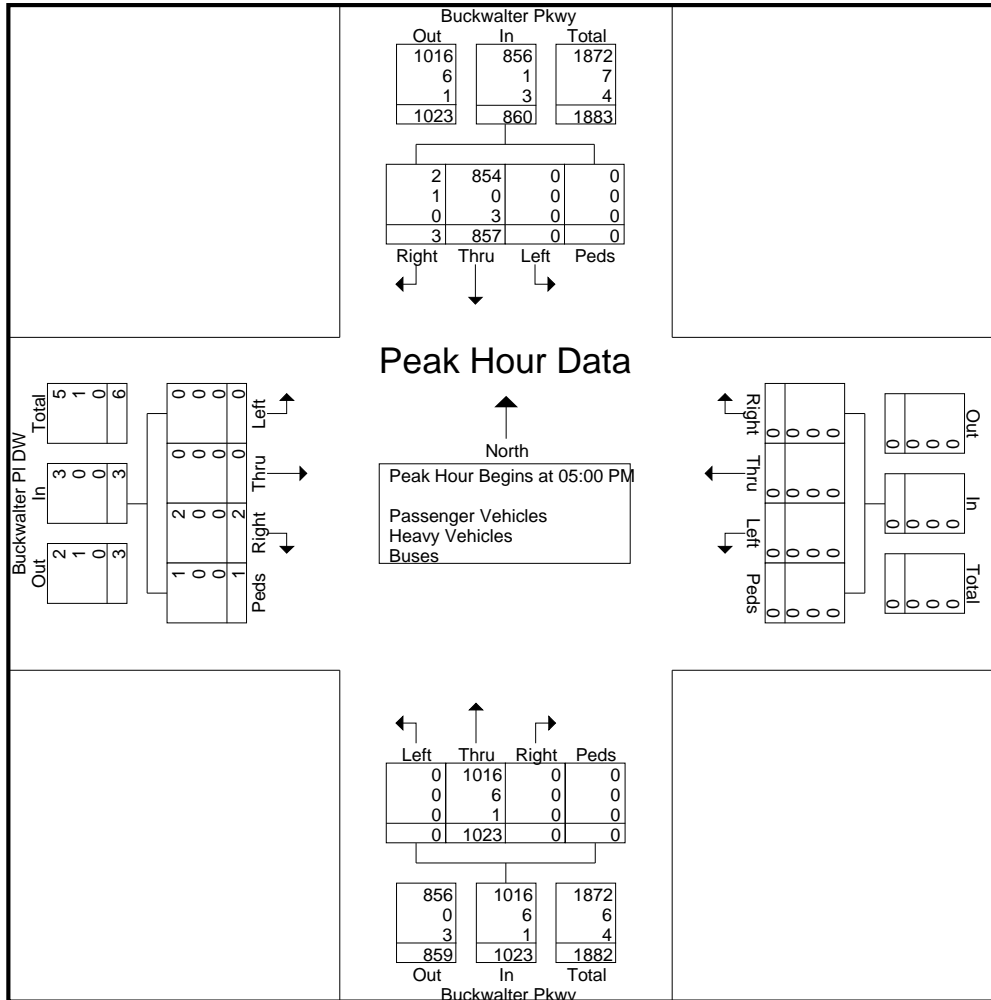 Buckwalter Pkwy
Out In Total
1016 856 1872
6 1 7
1 3 4
1023 860 1883
2 854 0 0
1 0 0 0
0 3 0 0
3 857 0 0
Right Thru Left Peds
Peak Hour Data
North
Peak Hour Begins at 05:00 PM
Passenger Vehicles
Heavy Vehicles
Buses
Buckwalter Pl DW
Total
5 1 0 6
In
3 0 0 3
Out
2 1 0 3
0 0 0 0
Left
0 0 0 0
Thru
2 0 0 2
Right
1 0 0 1
Peds
Right
0 0 0 0
Thru
0 0 0 0
Left
0 0 0 0
Peds
0 0 0 0
Out
0 0 0 0
In
0 0 0 0
Total
0 0 0 0
Left Thru Right Peds
0 1016 0 0
0 6 0 0
0 1 0 0
0 1023 0 0
856 1016 1872
0 6 6
3 1 4
859 1023 1882
Out In Total
Buckwalter Pkwy